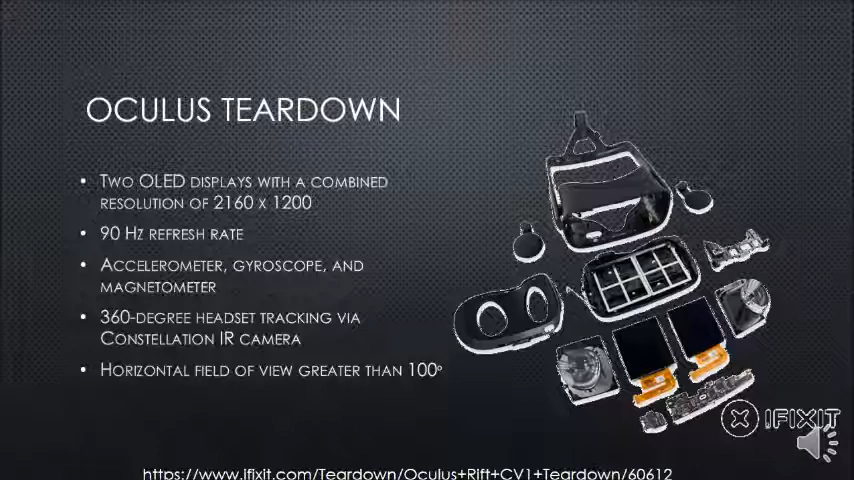 OCULUS TEARDOWN
• TWO OLED DISPLAYS WITH A COMBINED
RESOLUTION OF 2160 X 1200
• 90 HZ REFRESH RATE
• ACCELEROMETER, GYROSCOPE, AND
MAGNETOMETER
• 360-DEGREE HEADSET TRACKING VIA
CONSTELLATION IR CAMERA
• HORIZONTAL FIELD OF VIEW GREATER THAN 100°
IFIXIT
https://www.ifixit.com/Teardown/Oculus+Rift+CV1+Teardown/60612